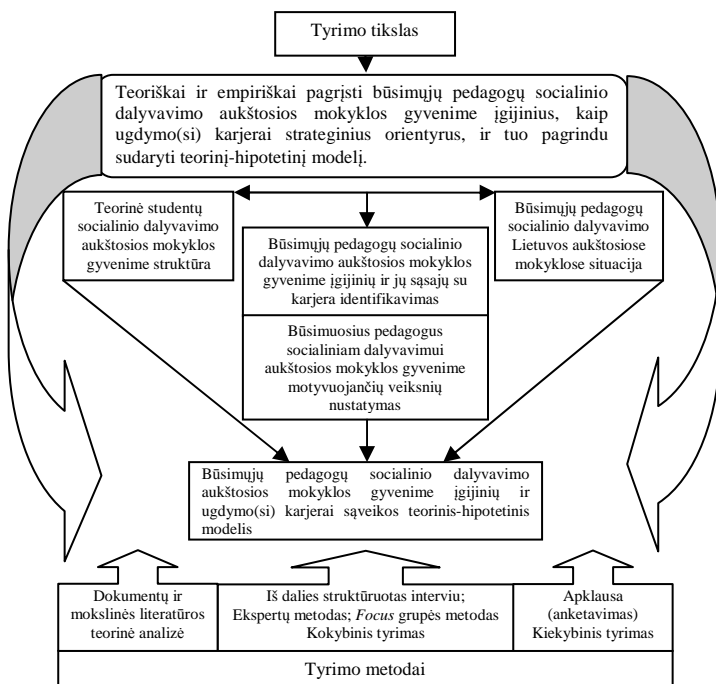 Tyrimo tikslas
Teoriškai ir empiriškai pagrįsti būsimųjų pedagogų socialinio
dalyvavimo aukštosios mokyklos gyvenime įgijinius, kaip
ugdymo(si) karjerai strateginius orientyrus, ir tuo pagrindu
sudaryti teorinį-hipotetinį modelį.
Teorinė studentų
socialinio dalyvavimo
aukštosios mokyklos
gyvenime struktūra
Būsimųjų pedagogų socialinio
dalyvavimo aukštosios mokyklos
gyvenime įgijinių ir jų sąsajų su
karjera identifikavimas
Būsimuosius pedagogus
socialiniam dalyvavimui
aukštosios mokyklos gyvenime
motyvuojančių veiksnių
nustatymas
Būsimųjų pedagogų
socialinio dalyvavimo
Lietuvos aukštosiose
mokyklose situacija
Būsimųjų pedagogų socialinio dalyvavimo
aukštosios mokyklos gyvenime įgijinių ir
ugdymo(si) karjerai sąveikos teorinis-hipotetinis
modelis
Dokumentų ir
mokslinės literatūros
teorinė analizė
Iš dalies struktūruotas interviu;
Ekspertų metodas; Focus grupės metodas
Kokybinis tyrimas
Apklausa
(anketavimas)
Kiekybinis tyrimas
Tyrimo metodai